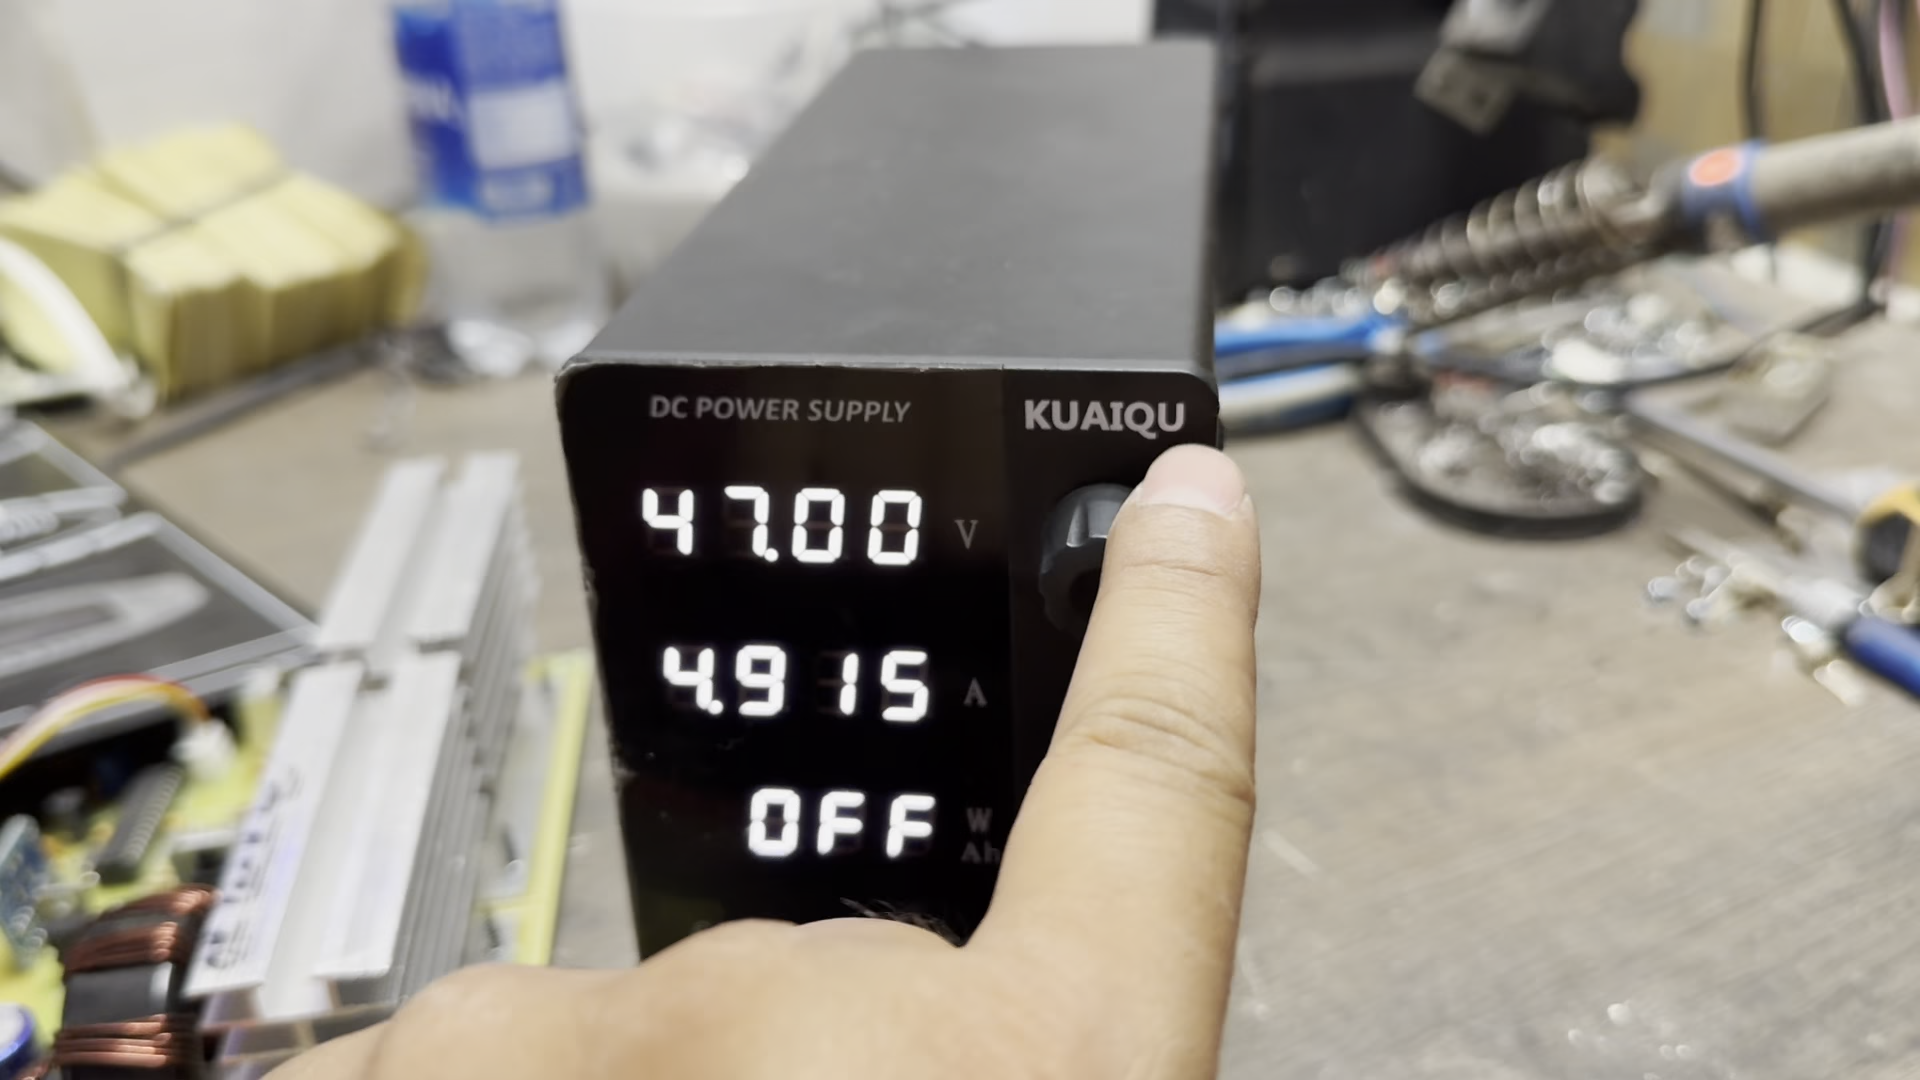 DC POWER SUPPLY
KUAIQU
47.00 V
4.915 A
OFF W
Ah